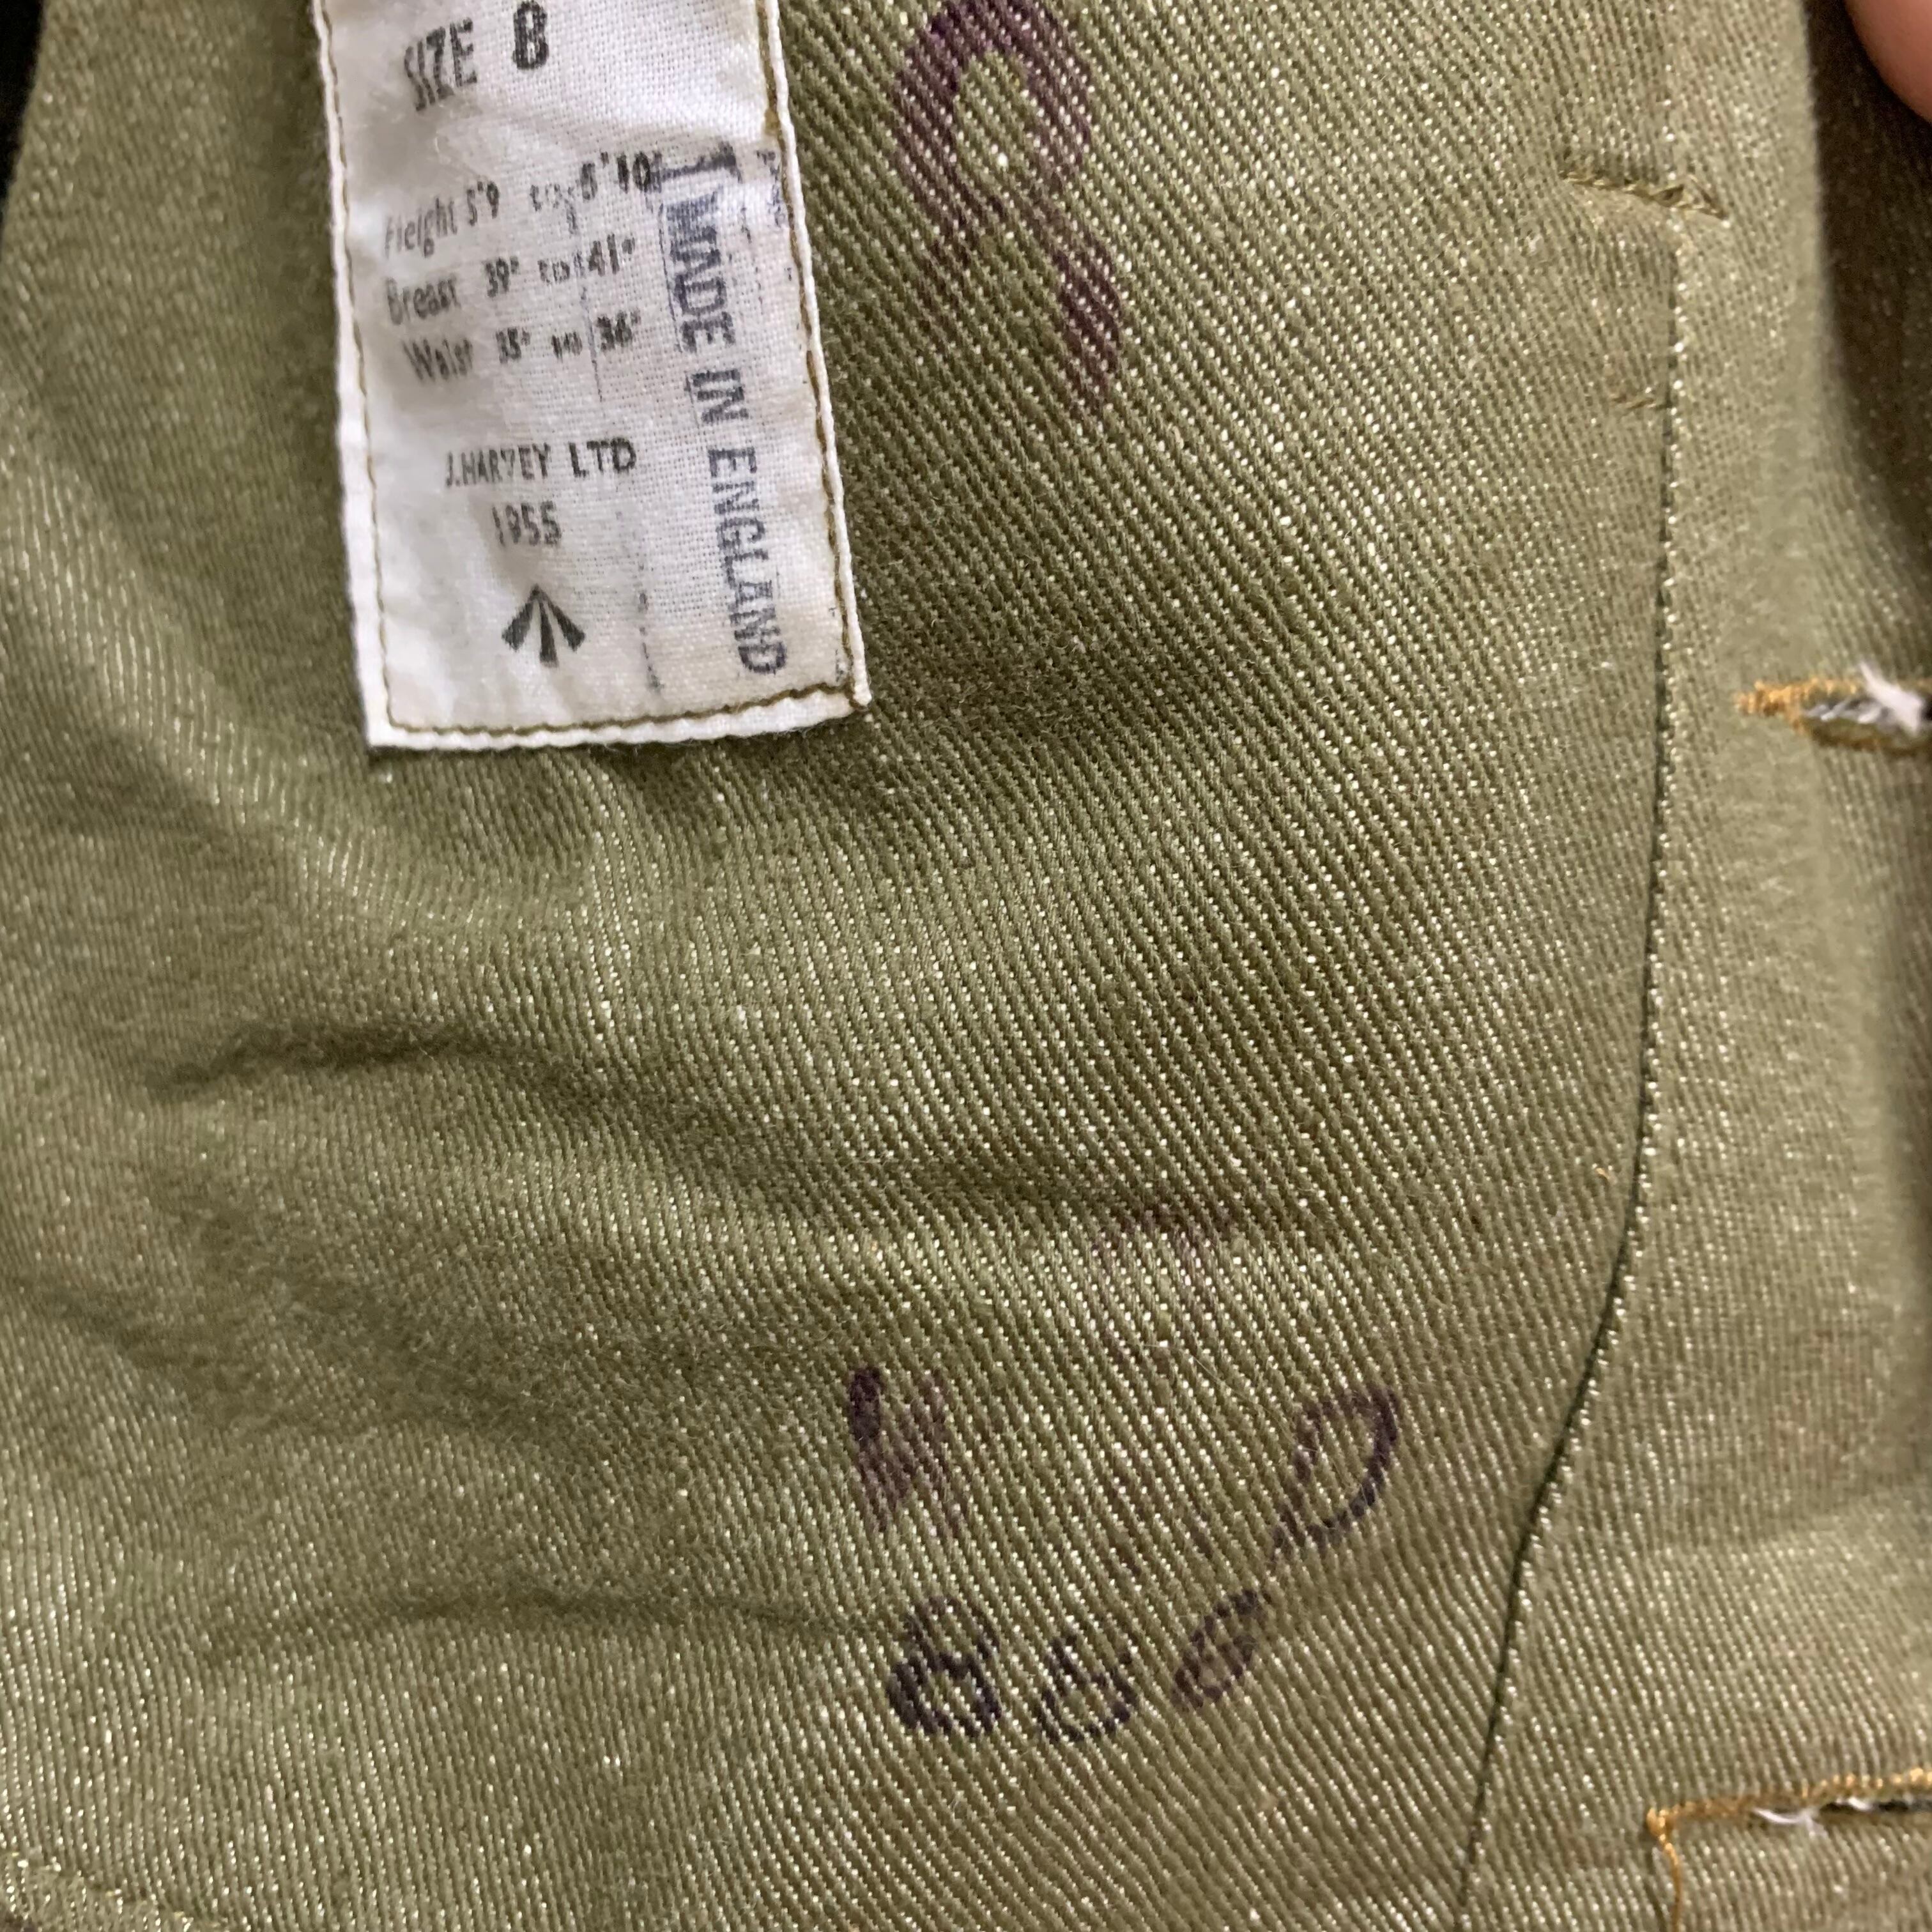 SIZE 8
Height 5'9 to 5'10"
Breast 39" to 41"
Waist 35" to 36"
J.HARVEY LTD
1955
MADE IN ENGLAND